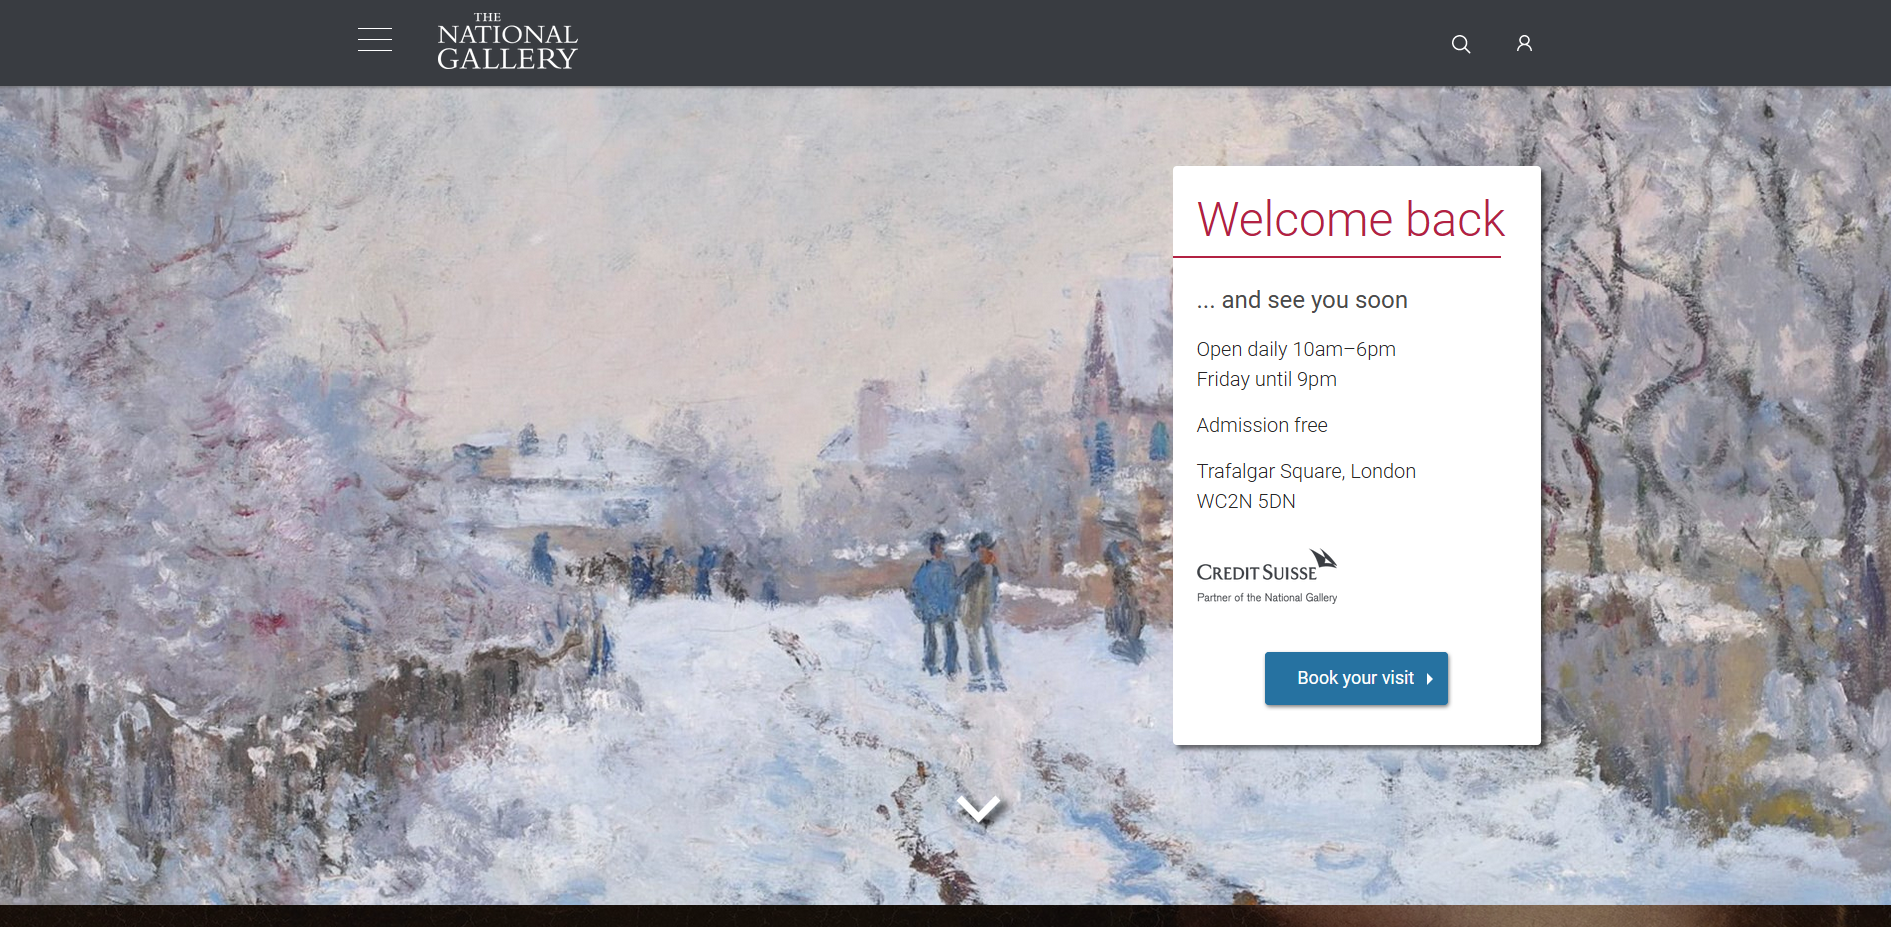 THE
NATIONAL
GALLERY
Welcome back
... and see you soon
Open daily 10am–6pm
Friday until 9pm
Admission free
Trafalgar Square, London
WC2N 5DN
CREDIT SUISSE
Partner of the National Gallery
Book your visit